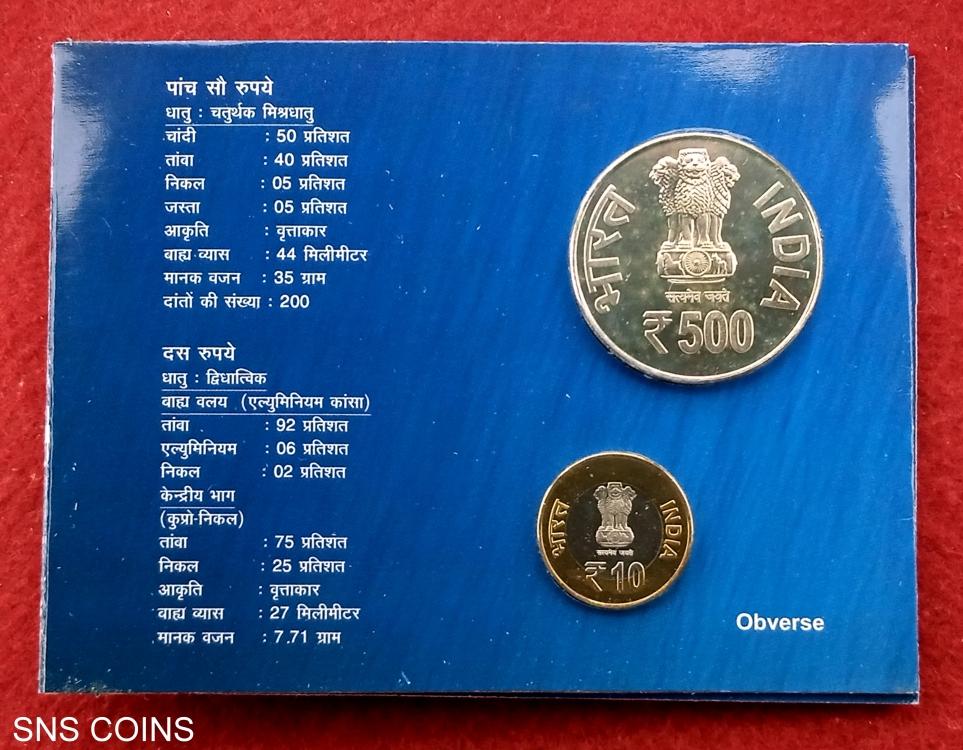 पांच सौ रुपये
धातु : चतुर्थक मिश्रधातु
चांदी : 50 प्रतिशत
तांवा : 40 प्रतिशत
निकल : 05 प्रतिशत
जस्ता : 05 प्रतिशत
आकृति : वृत्ताकार
बाह्य व्यास : 44 मिलीमीटर
मानक वजन : 35 ग्राम
दांतों की संख्या : 200
दस रुपये
धातु : द्विधात्विक
बाह्य वलय (एल्युमिनियम कांसा)
तांवा : 92 प्रतिशत
एल्युमिनियम : 06 प्रतिशत
निकल : 02 प्रतिशत
केन्द्रीय भाग
(कुप्रो-निकल)
तांवा : 75 प्रतिशत
निकल : 25 प्रतिशत
आकृति : वृत्ताकार
बाह्य व्यास : 27 मिलीमीटर
मानक वजन : 7.71 ग्राम
भारत
INDIA
सत्यमेव जयते
₹ 500
भारत
INDIA
सत्यमेव जयते
₹ 10
Obverse
SNS COINS